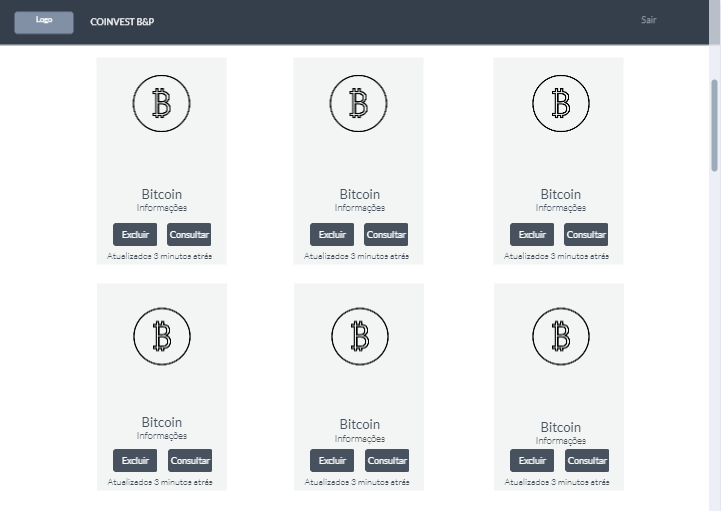 Logo
COINVEST B&P
Sair
Bitcoin
Informações
Excluir
Consultar
Atualizados 3 minutos atrás
Bitcoin
Informações
Excluir
Consultar
Atualizados 3 minutos atrás
Bitcoin
Informações
Excluir
Consultar
Atualizados 3 minutos atrás
Bitcoin
Informações
Excluir
Consultar
Atualizados 3 minutos atrás
Bitcoin
Informações
Excluir
Consultar
Atualizados 3 minutos atrás
Bitcoin
Informações
Excluir
Consultar
Atualizados 3 minutos atrás